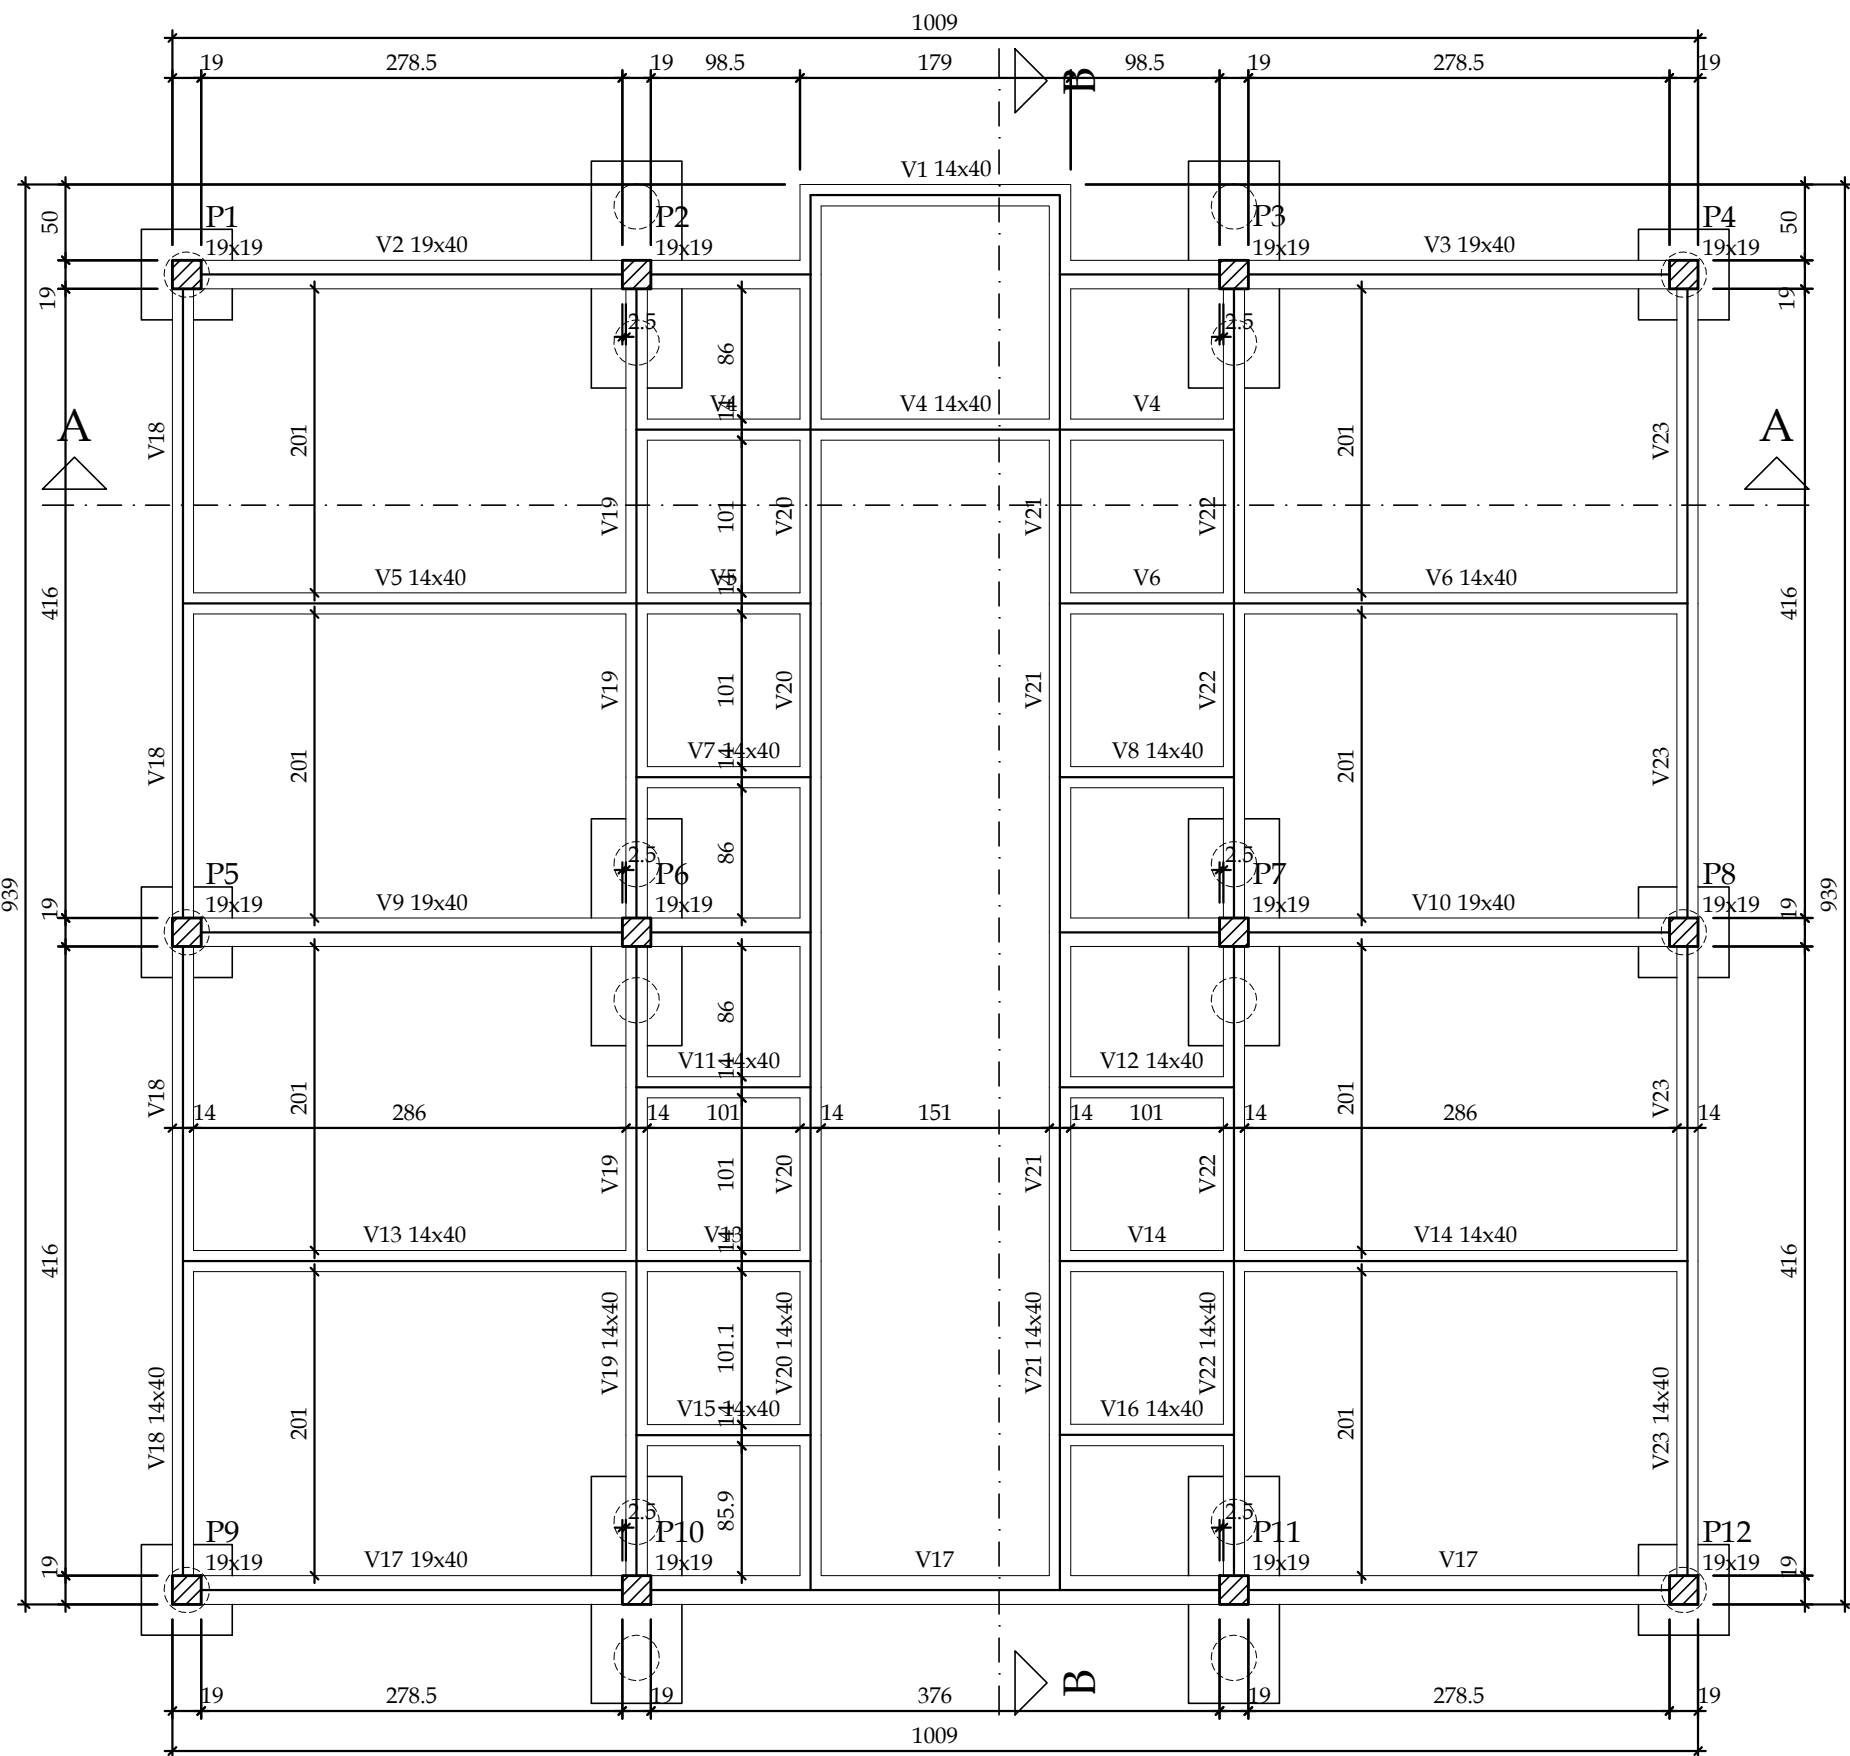 1009
19 278.5 19 98.5 179 98.5 19 278.5 19
B
V1 14x40
50 P1 P2 P3 P4 50
19x19 V2 19x40 19x19 19x19 V3 19x40 19x19
19 19
2.5 2.5
86
A V18 201 V4 14 V4 14x40 V4 201 V23 A
V19 101 V20 V21 V22
416 V5 14x40 V5 14 V6 V6 14x40 416
V19 101 V20 V21 V22
V18 201 V7 14x40 14 V8 14x40 201 V23
2.5 86 2.5
939 P5 P6 P7 P8 939
19 19x19 V9 19x40 19x19 19x19 V10 19x40 19x19 19
86
V11 14x40 14 V12 14x40
V18 201 201 V23
14 286 14 101 14 151 14 101 14 286 14
V19 101 V20 V21 V22
416 V13 14x40 V13 14 V14 V14 14x40 416
V19 14x40 101.1 V20 14x40 V21 14x40 V22 14x40
V18 14x40 201 V15 14x40 14 V16 14x40 201 V23 14x40
2.5 85.9 2.5
P9 P10 P11 P12
19 19x19 V17 19x40 19x19 V17 19x19 V17 19x19 19
B
19 278.5 19 376 19 278.5 19
1009